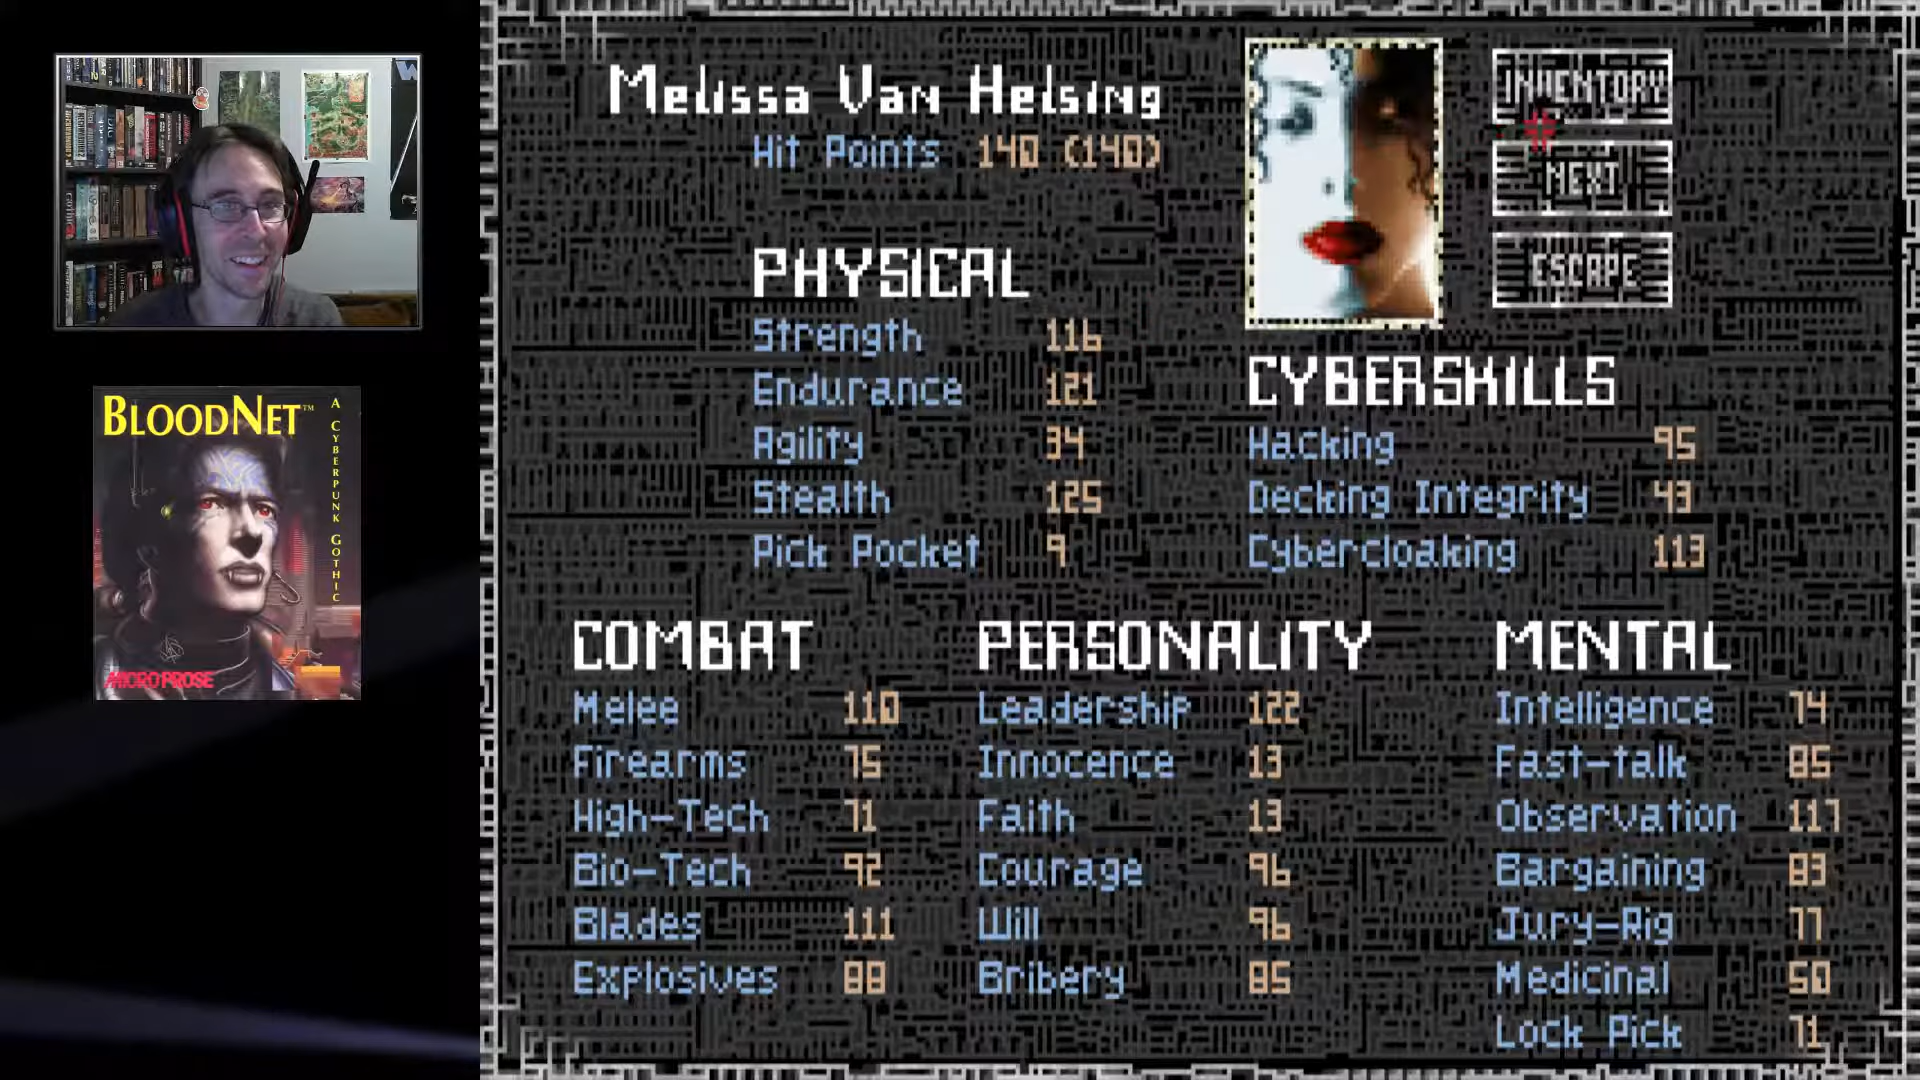 Melissa Van Helsing
Hit Points 140 (140)
INVENTORY
NEXT
ESCAPE
PHYSICAL
Strength 116
Endurance 121
Agility 34
Stealth 125
Pick Pocket 9
CYBERSKILLS
Hacking 95
Decking Integrity 43
Cybercloaking 113
COMBAT
Melee 110
Firearms 75
High-Tech 71
Bio-Tech 92
Blades 111
Explosives 88
PERSONALITY
Leadership 122
Innocence 13
Faith 13
Courage 96
Will 96
Bribery 85
MENTAL
Intelligence 74
Fast-talk 85
Observation 117
Bargaining 83
Jury-Rig 77
Medicinal 50
Lock Pick 71
BLOODNET™
A CYBERPUNK GOTHIC
MICROPROSE